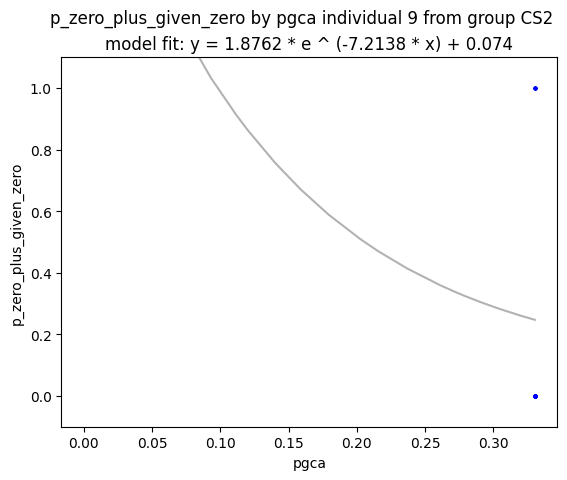 p_zero_plus_given_zero by pgca individual 9 from group CS2
model fit: y = 1.8762 * e ^ (-7.2138 * x) + 0.074
1.0
0.8
0.6
0.4
0.2
0.0
p_zero_plus_given_zero
0.00 0.05 0.10 0.15 0.20 0.25 0.30
pgca